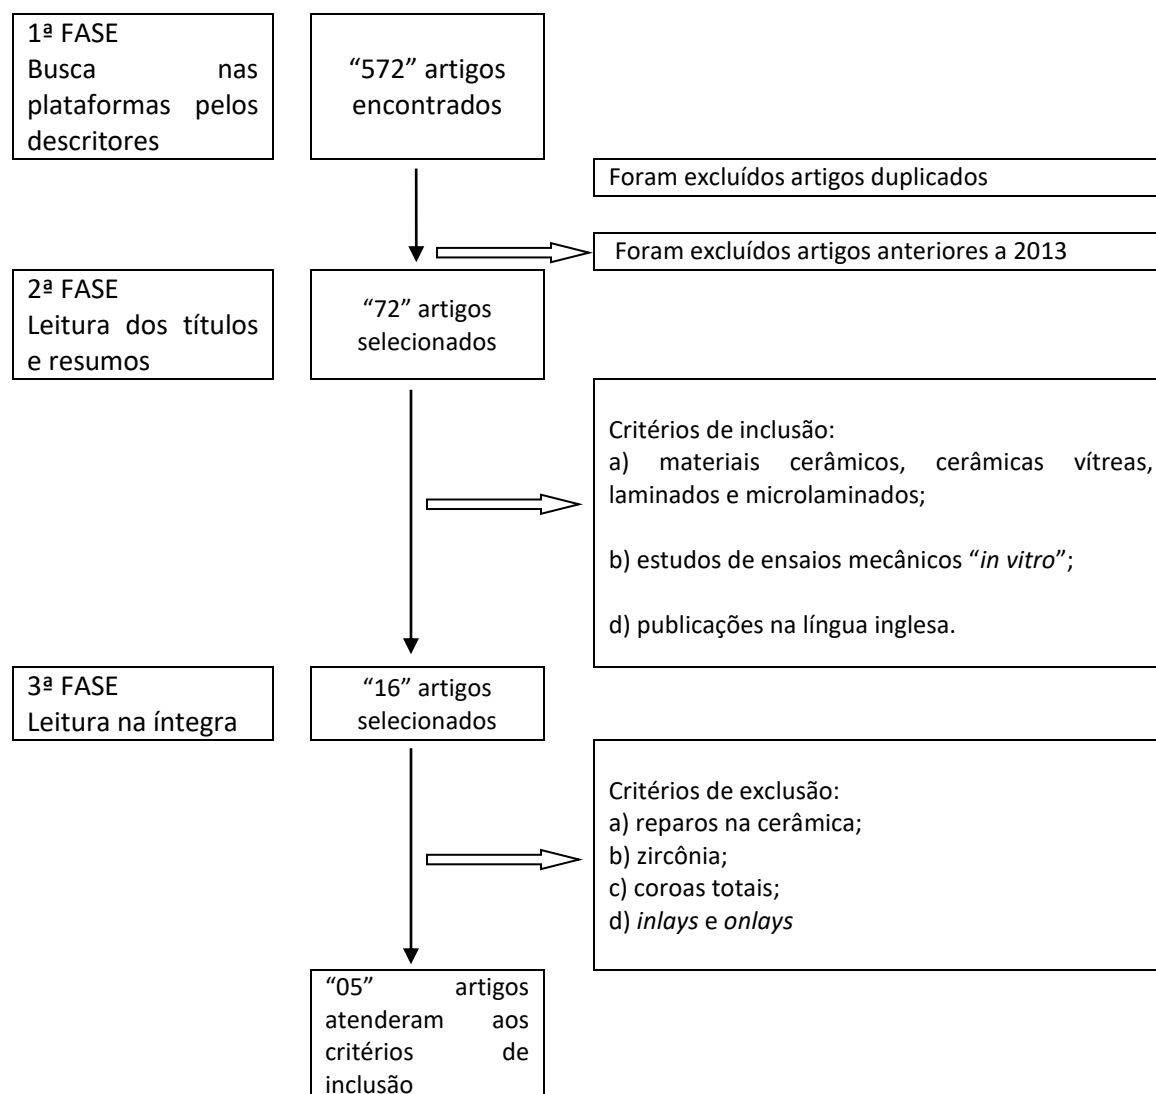 1ª FASE
Busca nas
plataformas pelos
descritores
“572” artigos
encontrados
Foram excluídos artigos duplicados
Foram excluídos artigos anteriores a 2013
2ª FASE
Leitura dos títulos
e resumos
“72” artigos
selecionados
Critérios de inclusão:
a) materiais cerâmicos, cerâmicas vítreas,
laminados e microlaminados;
b) estudos de ensaios mecânicos “in vitro”;
d) publicações na língua inglesa.
3ª FASE
Leitura na íntegra
“16” artigos
selecionados
Critérios de exclusão:
a) reparos na cerâmica;
b) zircônia;
c) coroas totais;
d) inlays e onlays
“05” artigos
atenderam aos
critérios de
inclusão